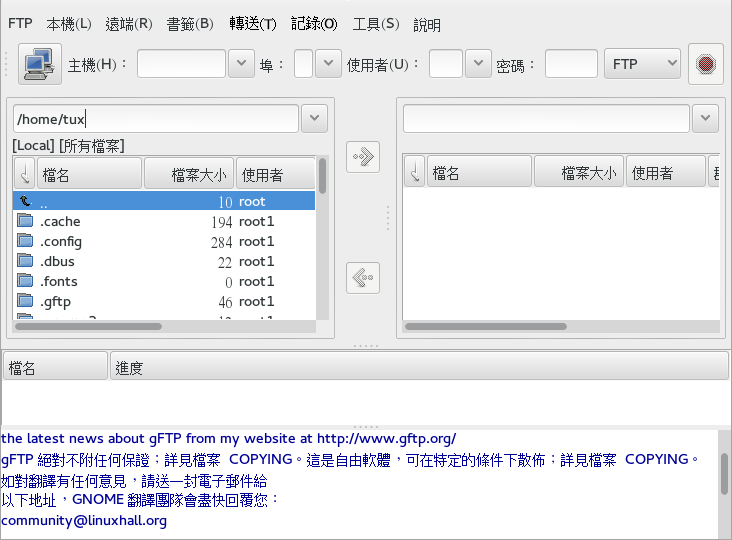 FTP 本機(L) 遠端(R) 書籤(B) 轉送(T) 記錄(O) 工具(S) 說明
主機(H)： 埠： 使用者(U)： 密碼： FTP
/home/tux
[Local] [所有檔案]
檔名 檔案大小 使用者
.. 10 root
.cache 194 root1
.config 284 root1
.dbus 22 root1
.fonts 0 root1
.gftp 46 root1
檔名 檔案大小 使用者
檔名 進度
the latest news about gFTP from my website at http://www.gftp.org/
gFTP 絕對不附任何保證；詳見檔案 COPYING。這是自由軟體，可在特定的條件下散佈；詳見檔案 COPYING。
如對翻譯有任何意見，請送一封電子郵件給
以下地址，GNOME 翻譯團隊會盡快回覆您：
community@linuxhall.org